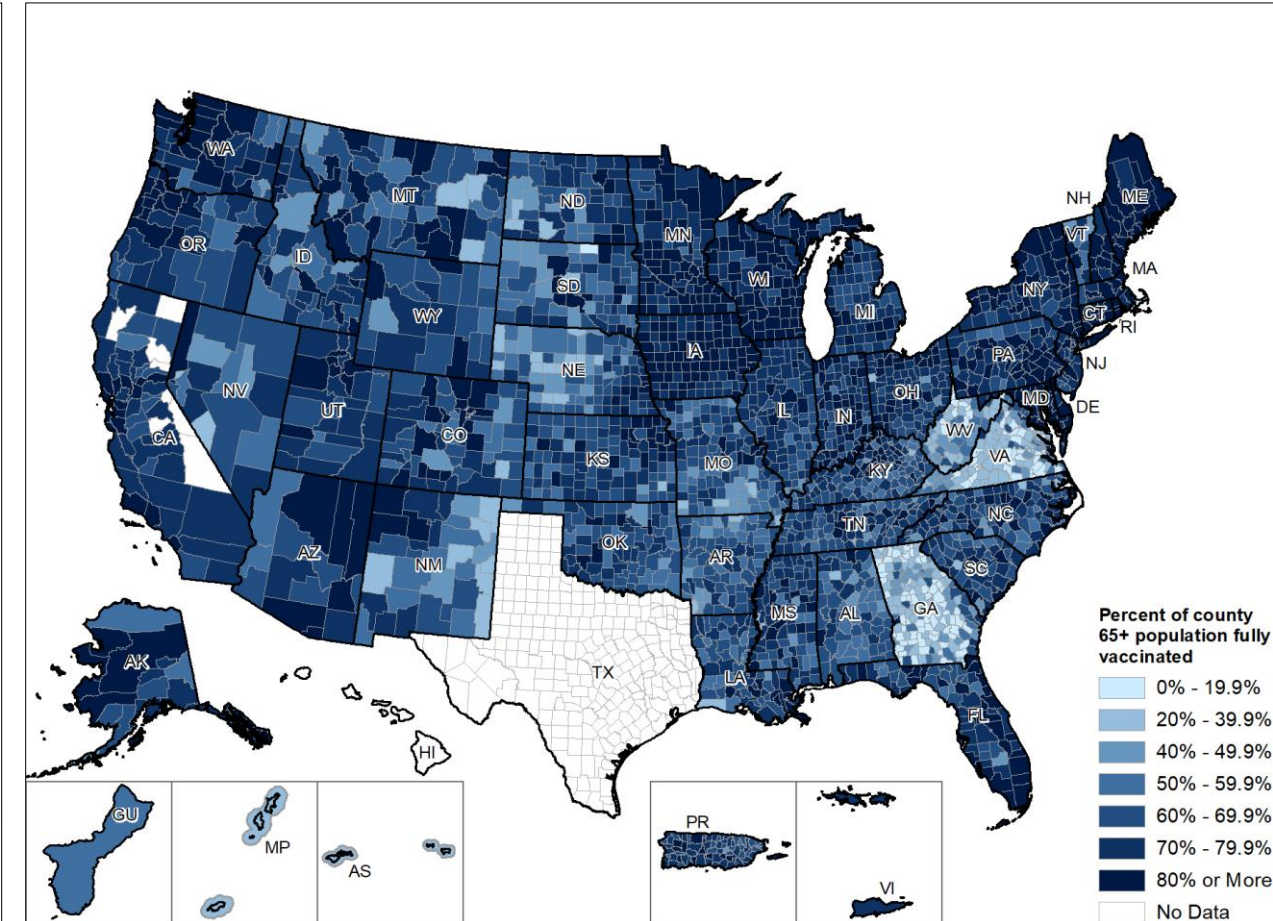 WA
MT
ND
MN
OR
ID
SD
WI
MI
WY
NE
IA
NV
UT
CO
KS
MO
IL
IN
OH
PA
NY
NH
VT
ME
MA
CT
RI
NJ
DE
MD
WV
VA
KY
CA
AZ
NM
OK
AR
TN
NC
SC
MS
AL
GA
TX
LA
FL
AK
HI
GU
MP
AS
PR
VI
Percent of county
65+ population fully
vaccinated
0% - 19.9%
20% - 39.9%
40% - 49.9%
50% - 59.9%
60% - 69.9%
70% - 79.9%
80% or More
No Data